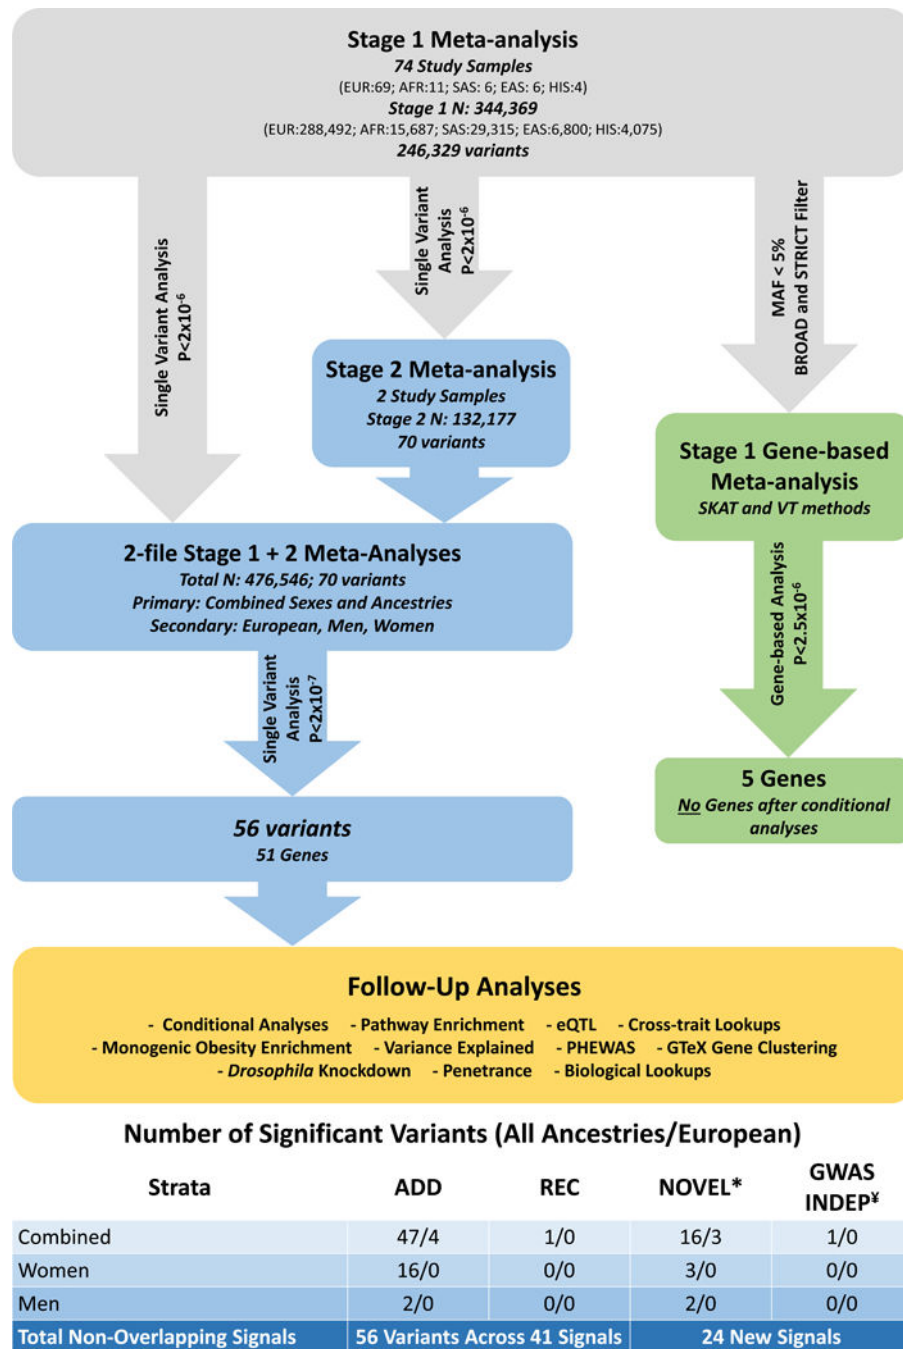 Stage 1 Meta-analysis
74 Study Samples
(EUR:69; AFR:11; SAS: 6; EAS: 6; HIS:4)
Stage 1 N: 344,369
(EUR:288,492; AFR:15,687; SAS:29,315; EAS:6,800; HIS:4,075)
246,329 variants
Single Variant Analysis
P<2x10⁻⁶
Single Variant
Analysis
P<2x10⁻⁶
MAF < 5%
BROAD and STRICT Filter
Stage 2 Meta-analysis
2 Study Samples
Stage 2 N: 132,177
70 variants
Stage 1 Gene-based
Meta-analysis
SKAT and VT methods
2-file Stage 1 + 2 Meta-Analyses
Total N: 476,546; 70 variants
Primary: Combined Sexes and Ancestries
Secondary: European, Men, Women
Gene-based Analysis
P<2.5x10⁻⁶
Single Variant
Analysis
P<2x10⁻⁷
5 Genes
No Genes after conditional
analyses
56 variants
51 Genes
Follow-Up Analyses
- Conditional Analyses - Pathway Enrichment - eQTL - Cross-trait Lookups
- Monogenic Obesity Enrichment - Variance Explained - PHEWAS - GTeX Gene Clustering
- Drosophila Knockdown - Penetrance - Biological Lookups
Number of Significant Variants (All Ancestries/European)
Strata ADD REC NOVEL* GWAS INDEP¥
Combined 47/4 1/0 16/3 1/0
Women 16/0 0/0 3/0 0/0
Men 2/0 0/0 2/0 0/0
Total Non-Overlapping Signals 56 Variants Across 41 Signals 24 New Signals